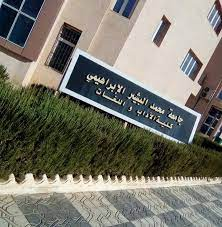 جامعة محمد البشير الإبراهيمي
كلية الآداب و اللغات